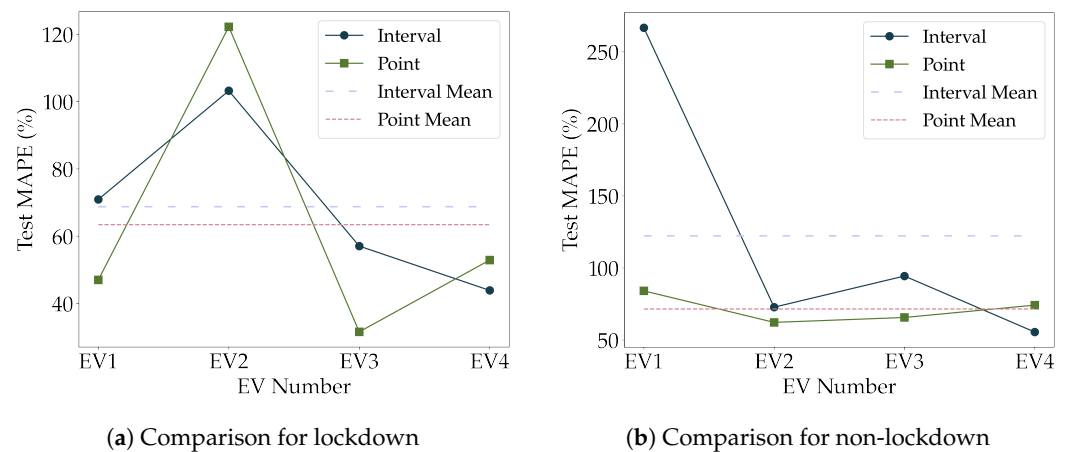 Test MAPE (%)
120
100
80
60
40
EV1 EV2 EV3 EV4
EV Number
Interval
Point
Interval Mean
Point Mean
(a) Comparison for lockdown
Test MAPE (%)
250
200
150
100
50
EV1 EV2 EV3 EV4
EV Number
Interval
Point
Interval Mean
Point Mean
(b) Comparison for non-lockdown